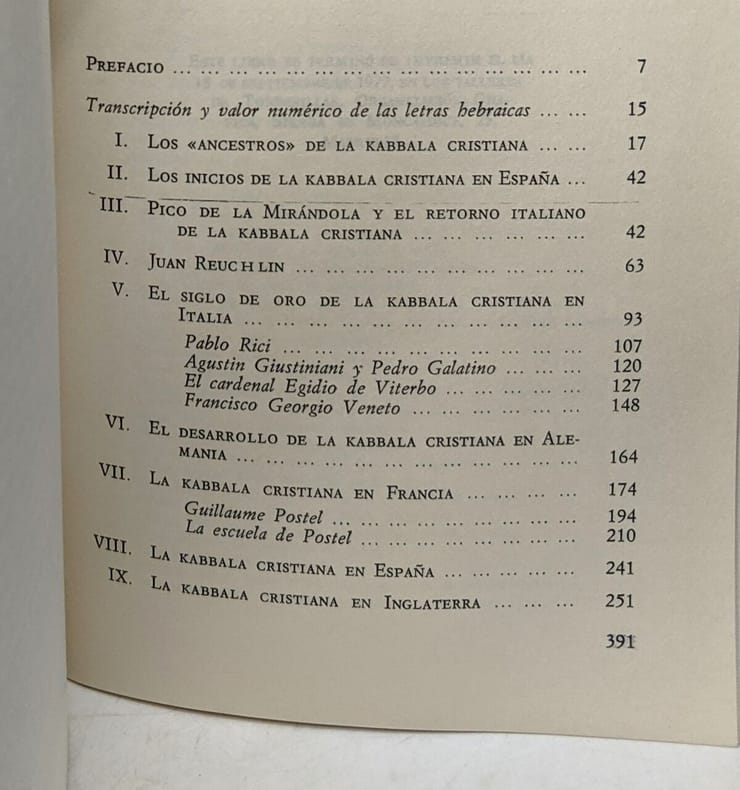 PREFACIO ... ... ... ... ... ... ... ... ... ... ... ... ... ... ... 7
Transcripción y valor numérico de las letras hebraicas ... ... 15
I. LOS «ANCESTROS» DE LA KABBALA CRISTIANA ... ... 17
II. LOS INICIOS DE LA KABBALA CRISTIANA EN ESPAÑA ... 42
III. PICO DE LA MIRÁNDOLA Y EL RETORNO ITALIANO
DE LA KABBALA CRISTIANA ... ... ... ... ... ... 42
IV. JUAN REUCHLIN ... ... ... ... ... ... ... ... ... ... 63
V. EL SIGLO DE ORO DE LA KABBALA CRISTIANA EN
ITALIA ... ... ... ... ... ... ... ... ... ... ... ... 93
Pablo Rici ... ... ... ... ... ... ... ... ... ... ... 107
Agustin Giustiniani y Pedro Galatino ... ... ... 120
El cardenal Egidio de Viterbo ... ... ... ... ... 127
Francisco Georgio Veneto ... ... ... ... ... ... 148
VI. EL DESARROLLO DE LA KABBALA CRISTIANA EN ALE-
MANIA ... ... ... ... ... ... ... ... ... ... ... ... 164
VII. LA KABBALA CRISTIANA EN FRANCIA ... ... ... ... 174
Guillaume Postel ... ... ... ... ... ... ... ... ... 194
La escuela de Postel ... ... ... ... ... ... ... ... 210
VIII. LA KABBALA CRISTIANA EN ESPAÑA ... ... ... ... ... 241
IX. LA KABBALA CRISTIANA EN INGLATERRA ... ... ... 251
391